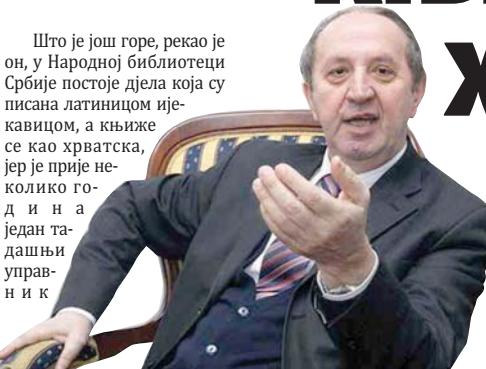 Што је још горе, рекао је
он, у Народној библиотеци
Србије постоје дјела која су
писана латиницом ије-
кавицом, а књиже
се као хрватска,
јер је прије не-
колико го-
д и н а
један та-
дашњи
управ-
н и к